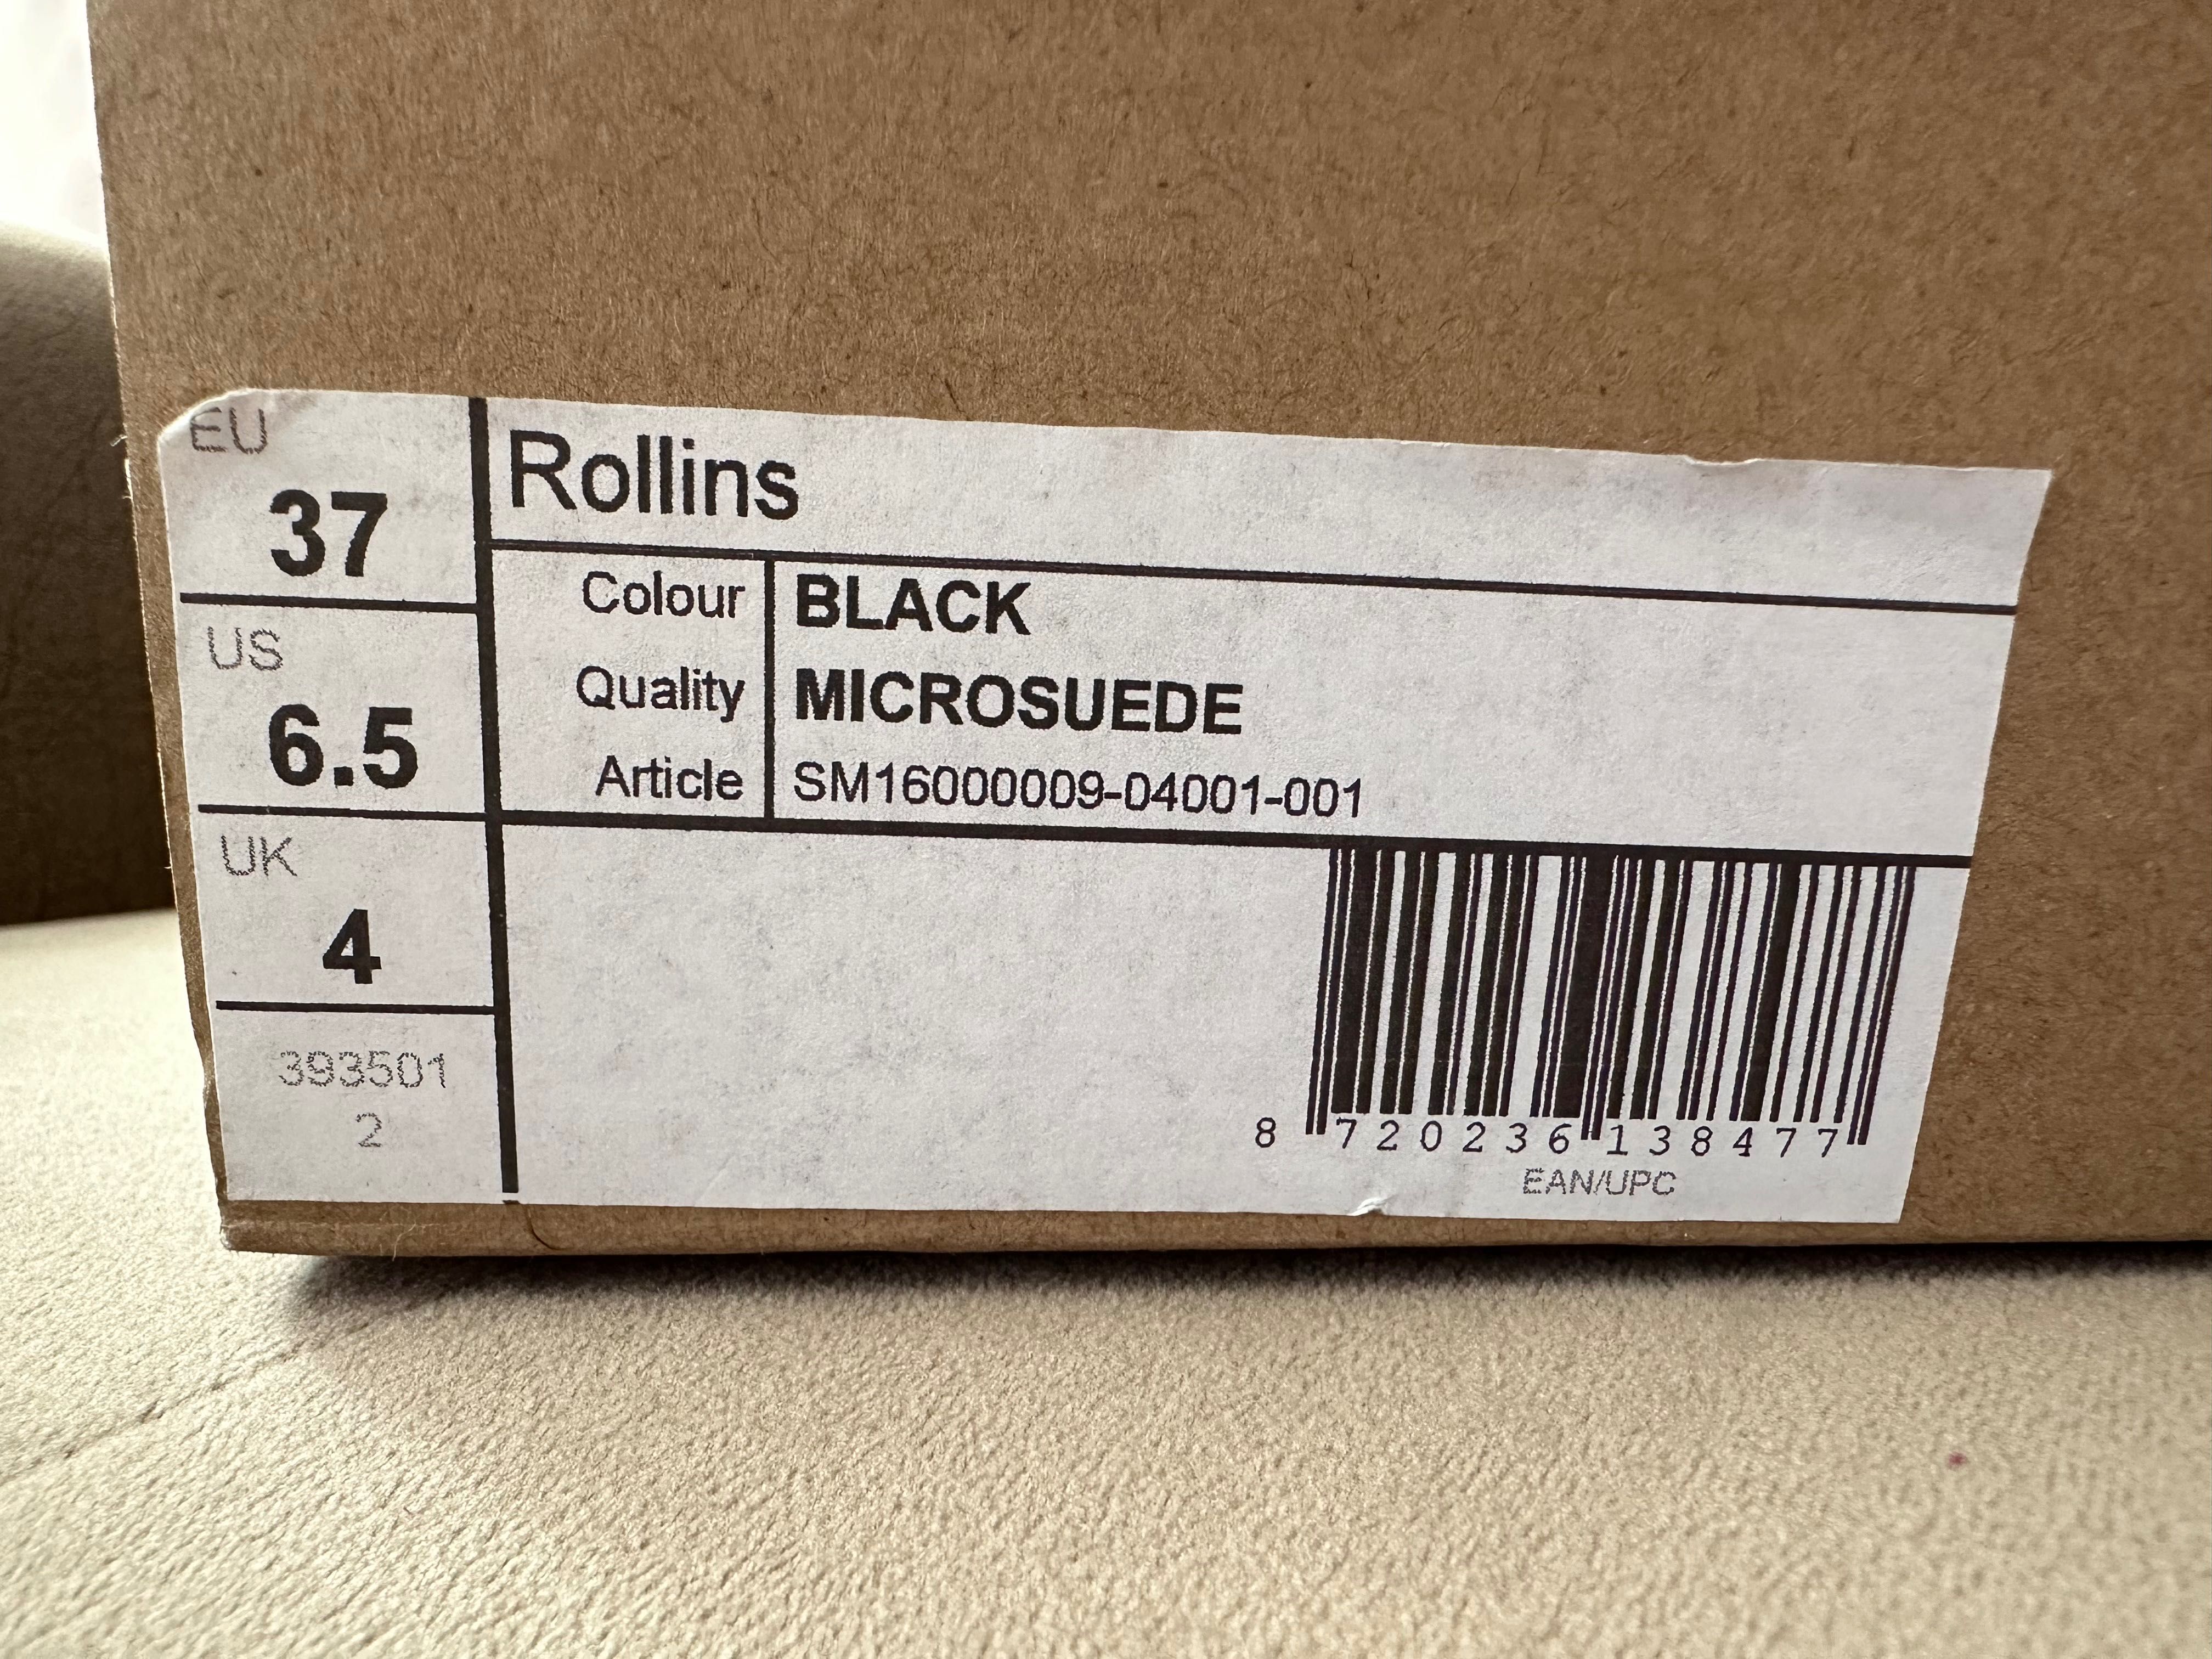 EU
37
US
6.5
UK
4
393501
2
Rollins
Colour BLACK
Quality MICROSUEDE
Article SM16000009-04001-001
8 720236 138477
EAN/UPC